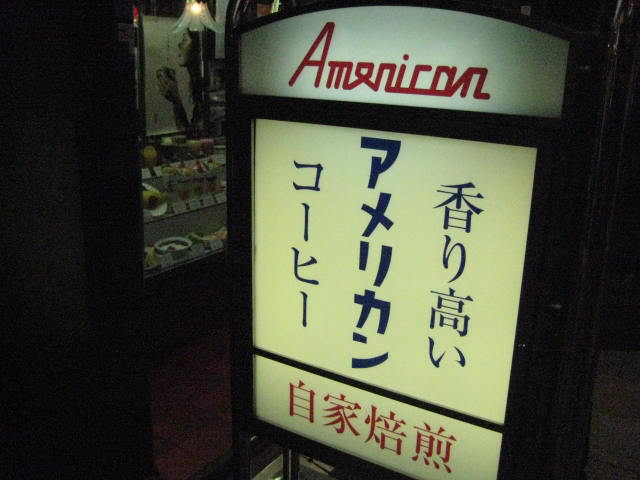 American
香り高い
アメリカン
コーヒー
自家焙煎